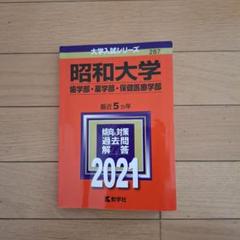 大学入試シリーズ
287
昭和大学
歯学部・薬学部・保健医療学部
最近5カ年
傾向と対策
過去問
解答
2021
教学社